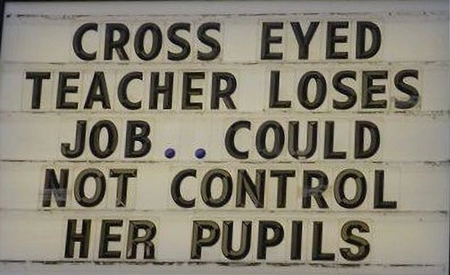 CROSS EYED
TEACHER LOSES
JOB.. COULD
NOT CONTROL
HER PUPILS